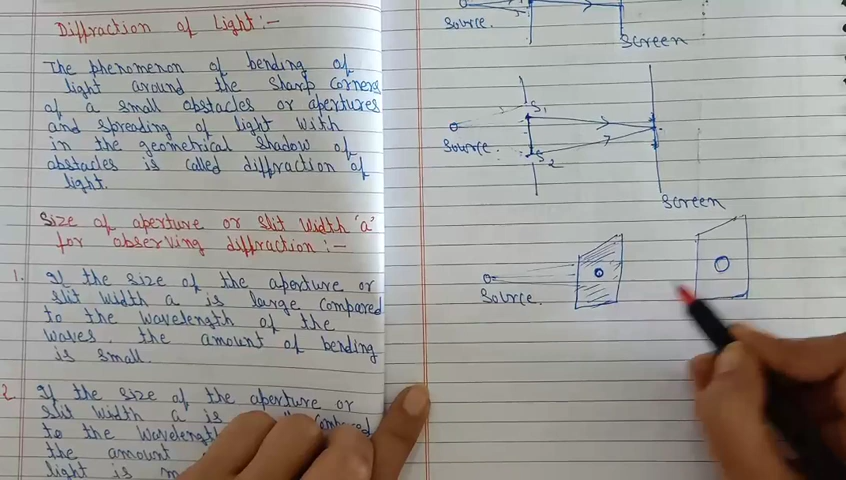 Diffraction of Light:-
The phenomenon of bending of
light around the sharp corners
of a small obstacles or apertures
and spreading of light with
in the geometrical shadow of
obstacles is called diffraction of
light.
Size of aperture or slit width 'a'
for observing diffraction:-
1. If the size of the aperture or
slit width a is large compared
to the wavelength of the
waves. the amount of bending
is small.
2. If the size of the aperture or
slit width a is
to the wavelength
the amount
light is
Source.
Screen
S1
Source.
S2
Screen
Source.